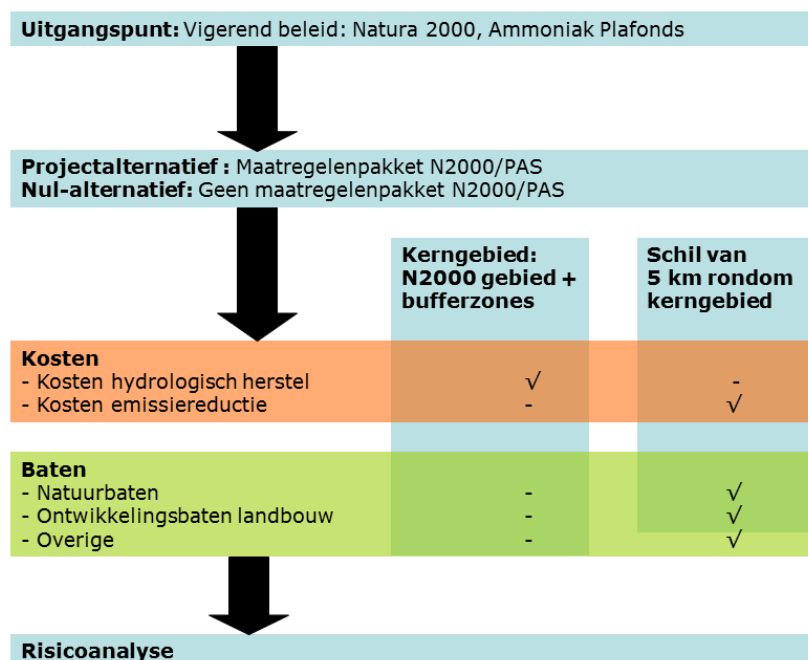 Uitgangspunt: Vigerend beleid: Natura 2000, Ammoniak Plafonds
Projectalternatief : Maatregelenpakket N2000/PAS
Nul-alternatief: Geen maatregelenpakket N2000/PAS
Kerngebied:
N2000 gebied +
bufferzones
Schil van
5 km rondom
kerngebied
Kosten
- Kosten hydrologisch herstel √ -
- Kosten emissiereductie - √
Baten
- Natuurbaten - √
- Ontwikkelingsbaten landbouw - √
- Overige - √
Risicoanalyse